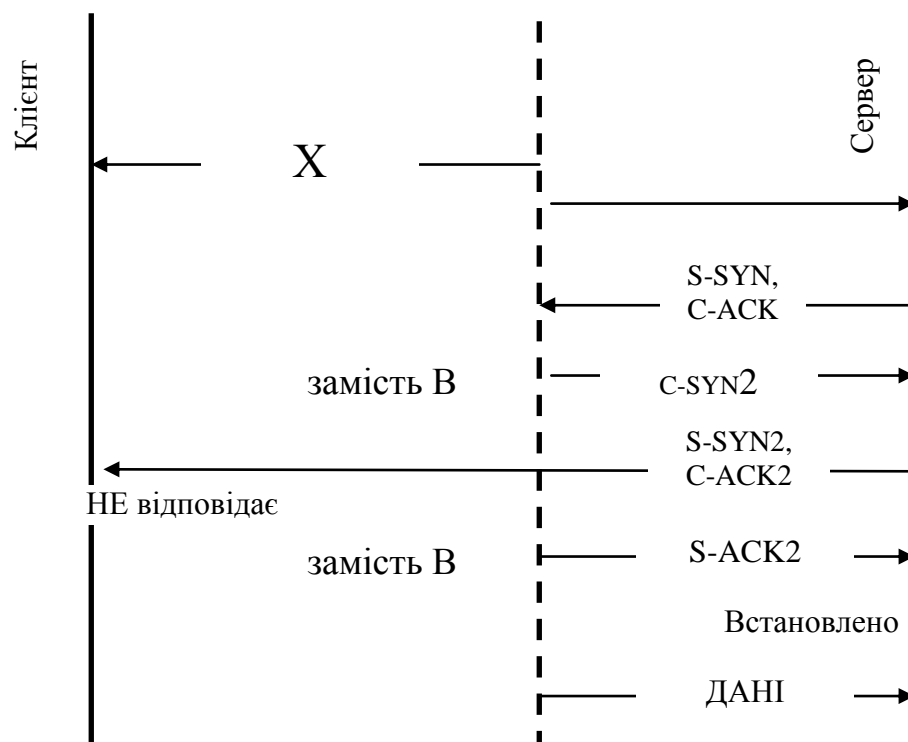 Клієнт
Сервер
X
S-SYN,
C-ACK
замість В
C-SYN2
S-SYN2,
C-ACK2
НЕ відповідає
замість В
S-ACK2
Встановлено
ДАНІ